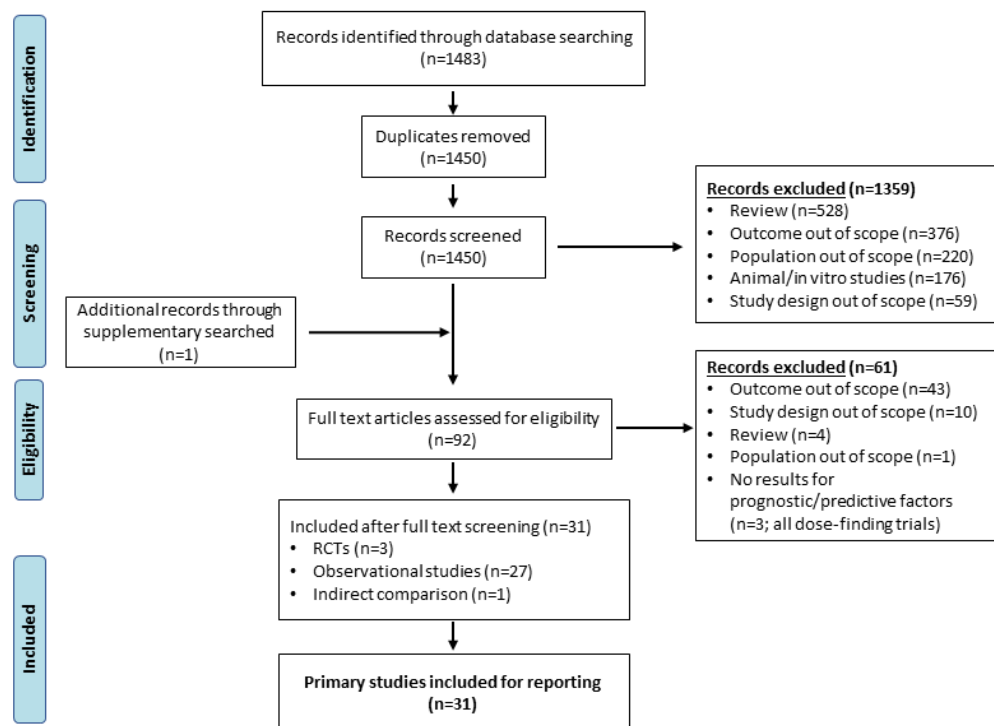 Identification
Records identified through database searching
(n=1483)
Duplicates removed
(n=1450)
Screening
Records screened
(n=1450)
Records excluded (n=1359)
• Review (n=528)
• Outcome out of scope (n=376)
• Population out of scope (n=220)
• Animal/in vitro studies (n=176)
• Study design out of scope (n=59)
Additional records through
supplementary searched
(n=1)
Eligibility
Full text articles assessed for eligibility
(n=92)
Records excluded (n=61)
• Outcome out of scope (n=43)
• Study design out of scope (n=10)
• Review (n=4)
• Population out of scope (n=1)
• No results for
prognostic/predictive factors
(n=3; all dose-finding trials)
Included
Included after full text screening (n=31)
• RCTs (n=3)
• Observational studies (n=27)
• Indirect comparison (n=1)
Primary studies included for reporting
(n=31)